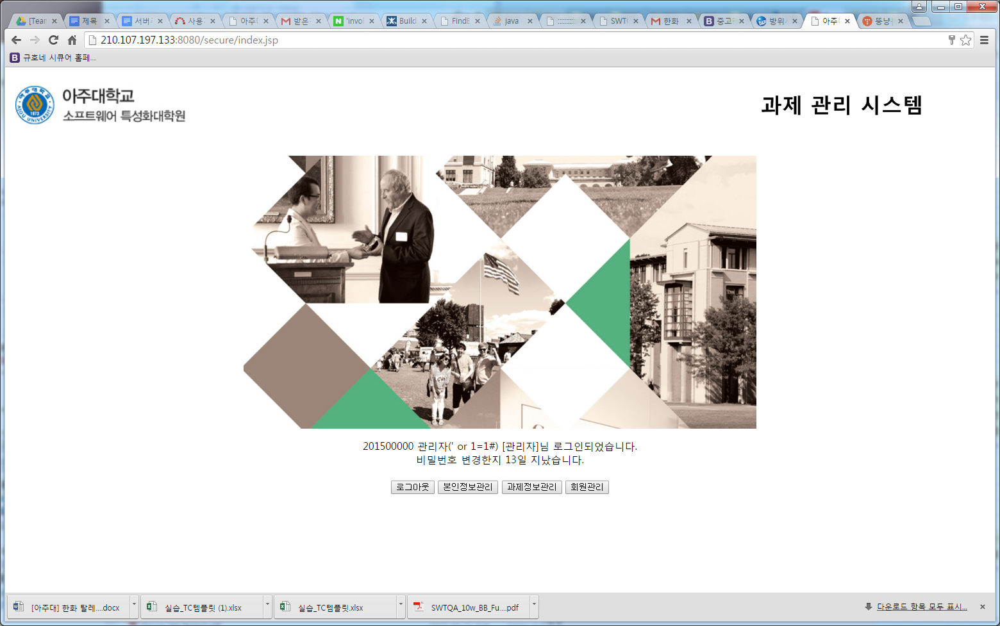 [Tear
제목
서버
사용
아주
받은
'invol
Build
FindE
java
::::::::
SWT
한화
중고
방위
아주
뚱냥
210.107.197.133:8080/secure/index.jsp
규호네 시큐어 홈페...
아주대학교
소프트웨어 특성화대학원
AJOU UNIVERSITY
1973
과제 관리 시스템
201500000 관리자(' or 1=1#) [관리자]님 로그인되었습니다.
비밀번호 변경한지 13일 지났습니다.
로그아웃 본인정보관리 과제정보관리 회원관리
[아주대] 한화 탈레....docx
실습_TC템플릿 (1).xlsx
실습_TC템플릿.xlsx
SWTQA_10w_BB_Fu....pdf
다운로드 항목 모두 표시...